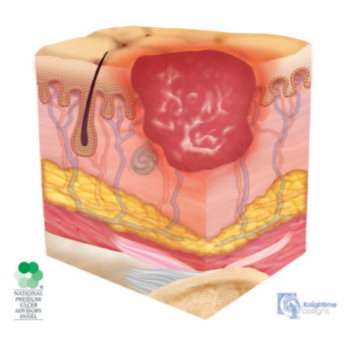 NATIONAL
PRESSURE
ULCER
ADVISORY
PANEL
Knightime
designs